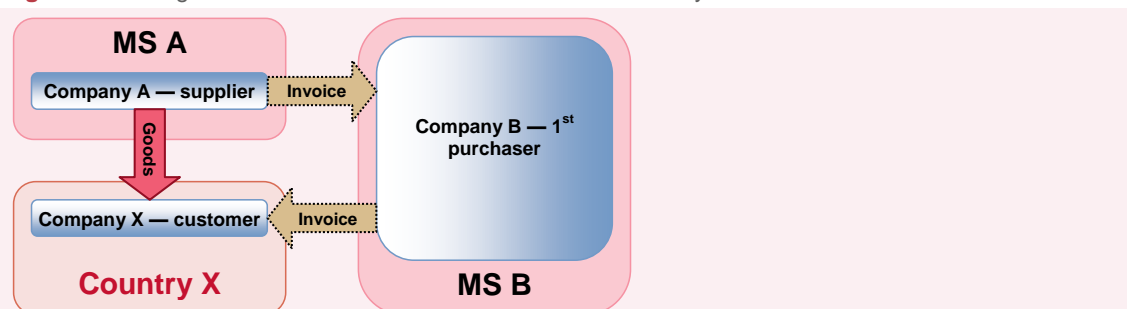 MS A
Company A — supplier
Invoice
Company B — 1st
purchaser
Goods
Company X — customer
Invoice
Country X
MS B